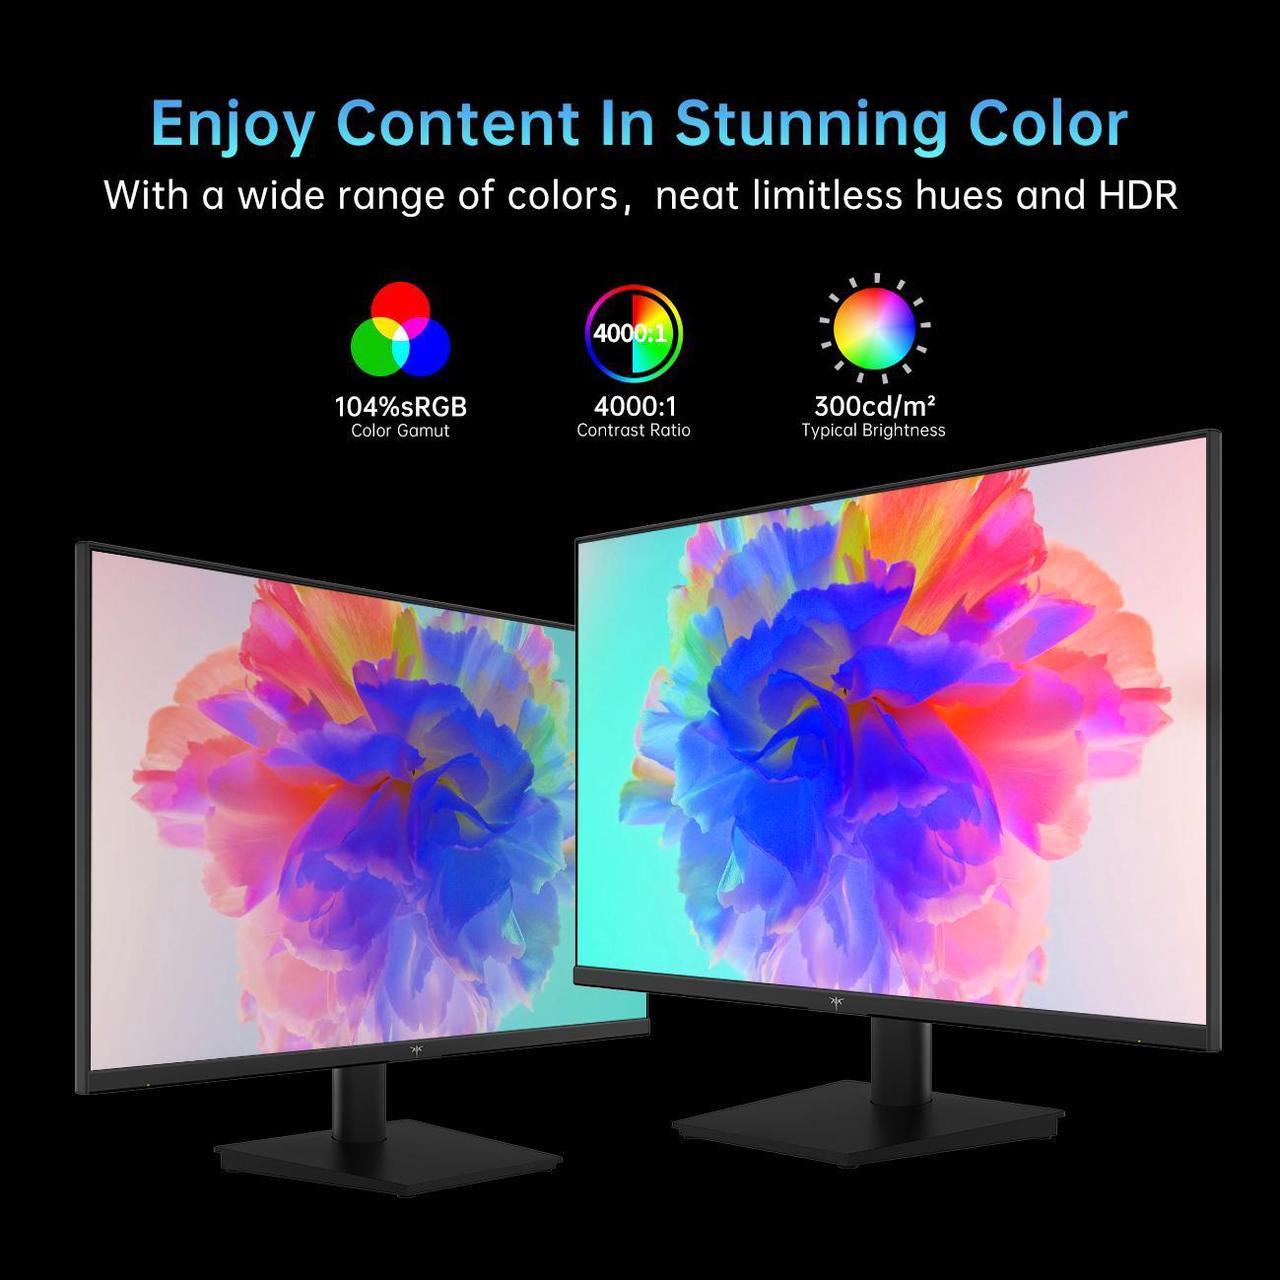 Enjoy Content In Stunning Color
With a wide range of colors，neat limitless hues and HDR
4000:1
104%sRGB
4000:1
300cd/m²
Color Gamut
Contrast Ratio
Typical Brightness